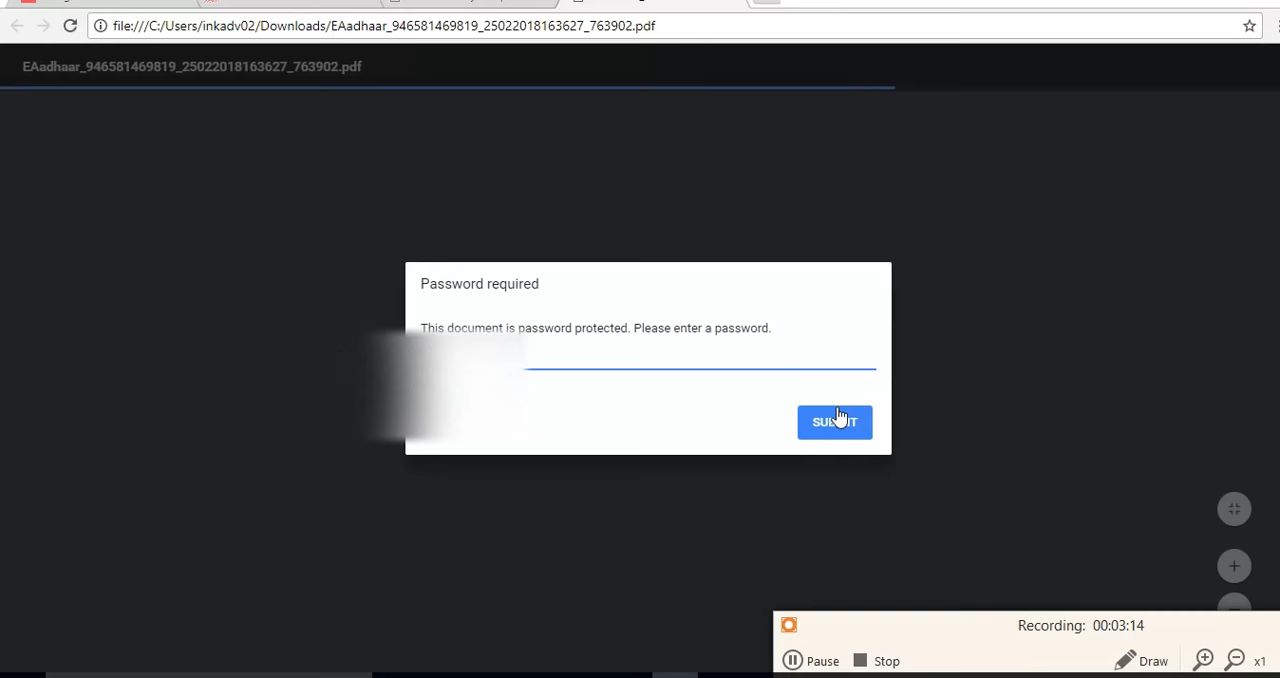 file:///C:/Users/inkadv02/Downloads/EAadhaar_946581469819_25022018163627_763902.pdf
EAadhaar_946581469819_25022018163627_763902.pdf
Password required
This document is password protected. Please enter a password.
SUBMIT
Recording: 00:03:14
Pause
Stop
Draw
x1